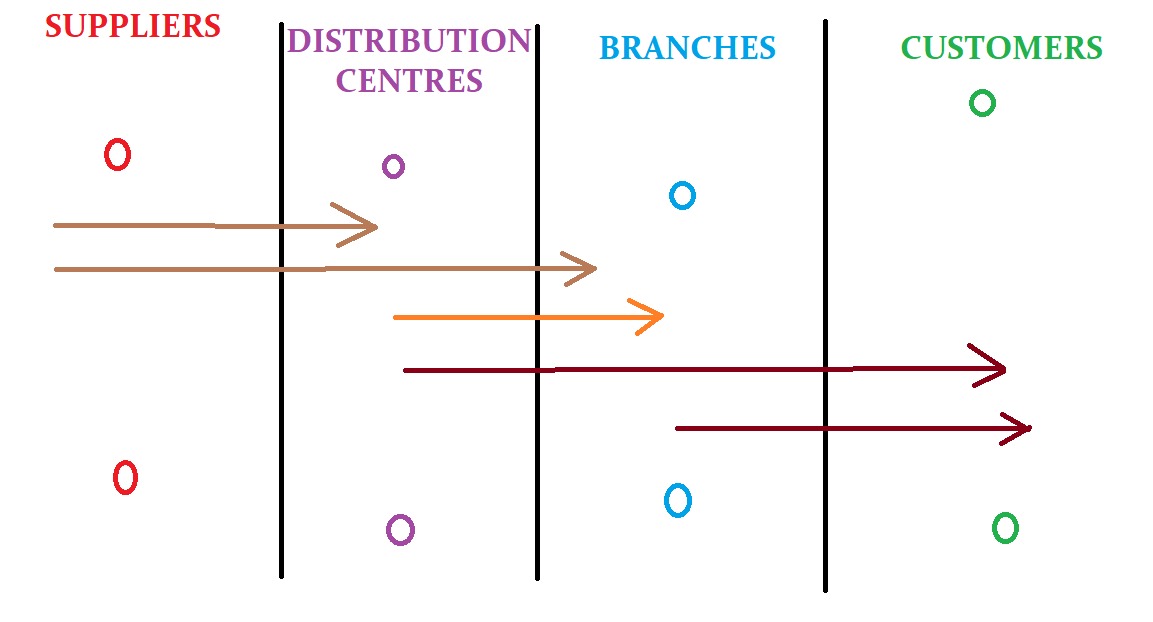 SUPPLIERS
DISTRIBUTION
CENTRES
BRANCHES
CUSTOMERS